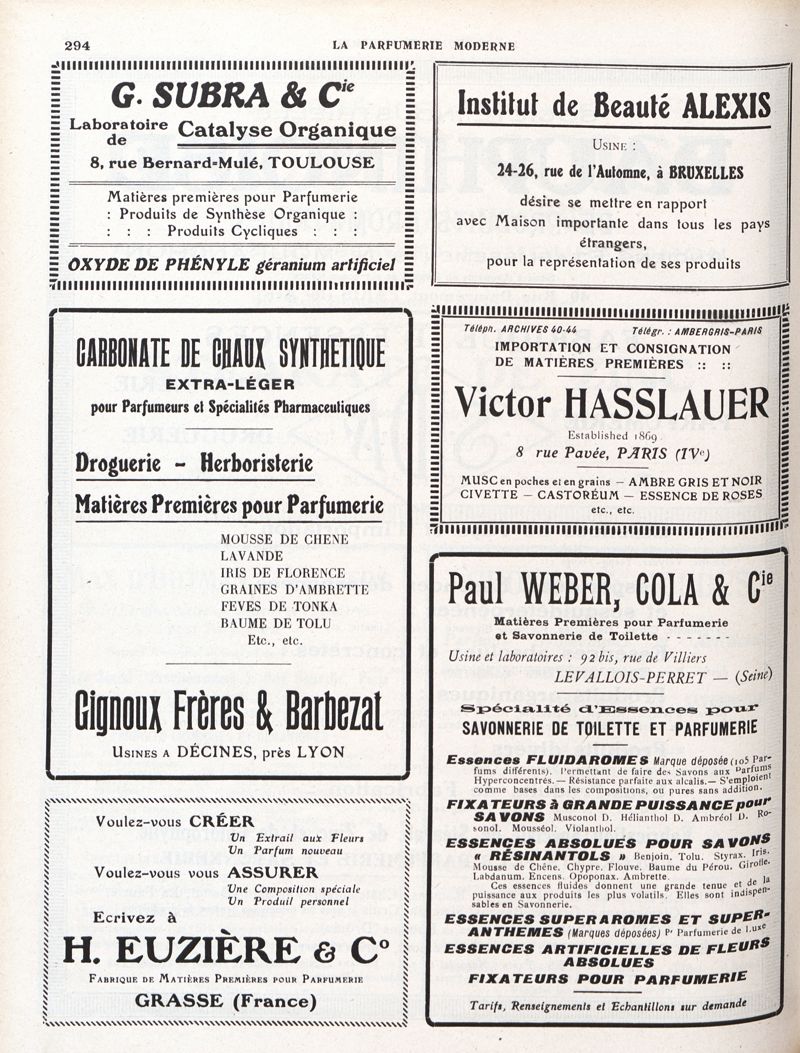 294
LA PARFUMERIE MODERNE
G. SUBRA & Cie
Laboratoire de Catalyse Organique
8, rue Bernard-Mulé, TOULOUSE
Matières premières pour Parfumerie
: Produits de Synthèse Organique :
: : : Produits Cycliques : : :
OXYDE DE PHÉNYLE géranium artificiel
CARBONATE DE CHAUX SYNTHETIQUE
EXTRA-LÉGER
pour Parfumeurs et Spécialités Pharmaceutiques
Droguerie - Herboristerie
Matières Premières pour Parfumerie
MOUSSE DE CHENE
LAVANDE
IRIS DE FLORENCE
GRAINES D'AMBRETTE
FEVES DE TONKA
BAUME DE TOLU
Etc., etc.
Gignoux Frères & Barbezat
USINES A DÉCINES, près LYON
Voulez-vous CRÉER
Un Extrait aux Fleurs
Un Parfum nouveau
Voulez-vous vous ASSURER
Une Composition spéciale
Un Produit personnel
Ecrivez à
H. EUZIÈRE & Co
FABRIQUE DE MATIÈRES PREMIÈRES POUR PARFUMERIE
GRASSE (France)
Institut de Beauté ALEXIS
USINE :
24-26, rue de l'Automne, à BRUXELLES
désire se mettre en rapport
avec Maison importante dans tous les pays
étrangers,
pour la représentation de ses produits
Téléph. ARCHIVES 40-44 Télégr. : AMBERGRIS-PARIS
IMPORTATION ET CONSIGNATION
DE MATIÈRES PREMIÈRES :: ::
Victor HASSLAUER
Established 1869
8 rue Pavée, PARIS (IVe)
MUSC en poches et en grains — AMBRE GRIS ET NOIR
CIVETTE — CASTORÉUM — ESSENCE DE ROSES
etc., etc.
Paul WEBER, COLA & Cie
Matières Premières pour Parfumerie
et Savonnerie de Toilette - - - - - - -
Usine et laboratoires : 92 bis, rue de Villiers
LEVALLOIS-PERRET — (Seine)
Spécialité d'Essences pour
SAVONNERIE DE TOILETTE ET PARFUMERIE
Essences FLUIDAROMES Marque déposée (105 Par-
fums différents). Permettant de faire des Savons aux Parfums
Hyperconcentrés. — Résistance parfaite aux alcalis. — S'emploient
comme bases dans les compositions, ou pures sans addition.
FIXATEURS à GRANDE PUISSANCE pour
SAVONS Musconol D. Hélianthol D. Ambréol D. Ro-
sonol. Mousséol. Violanthol.
ESSENCES ABSOLUES POUR SAVONS
« RÉSINANTOLS » Benjoin. Tolu. Styrax. Iris.
Mousse de Chêne. Chypre. Flouve. Baume du Pérou. Girofle.
Labdanum. Encens. Opoponax. Ambrette.
Ces essences fluides donnent une grande tenue et de la
puissance aux produits les plus volatils. Elles sont indispen-
sables en Savonnerie.
ESSENCES SUPERAROMES ET SUPER-
ANTHEMES (Marques déposées) Pr Parfumerie de Luxe
ESSENCES ARTIFICIELLES DE FLEURS
ABSOLUES
FIXATEURS POUR PARFUMERIE
Tarifs, Renseignements et Echantillons sur demande